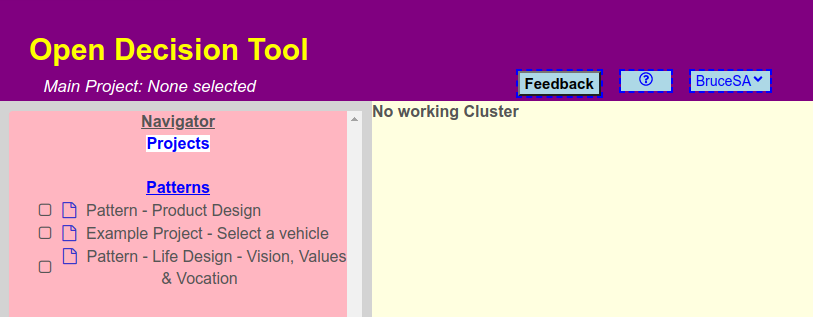 Open Decision Tool
Main Project: None selected
Feedback
BruceSA
Navigator
Projects
No working Cluster
Patterns
Pattern - Product Design
Example Project - Select a vehicle
Pattern - Life Design - Vision, Values
& Vocation